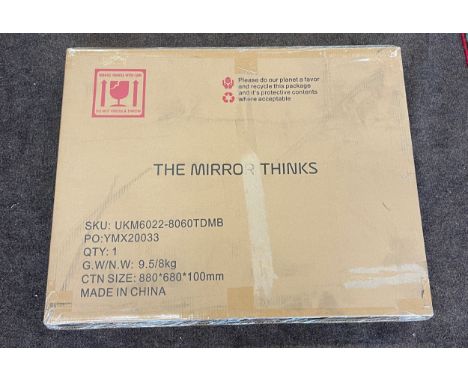 Please do our planet a favor
and recycle this package
and it's protective contents
where acceptable
THE MIRROR THINKS
SKU: UKM6022-8060TDMB
PO:YMX20033
QTY: 1
G.W/N.W: 9.5/8kg
CTN SIZE: 880*680*100mm
MADE IN CHINA